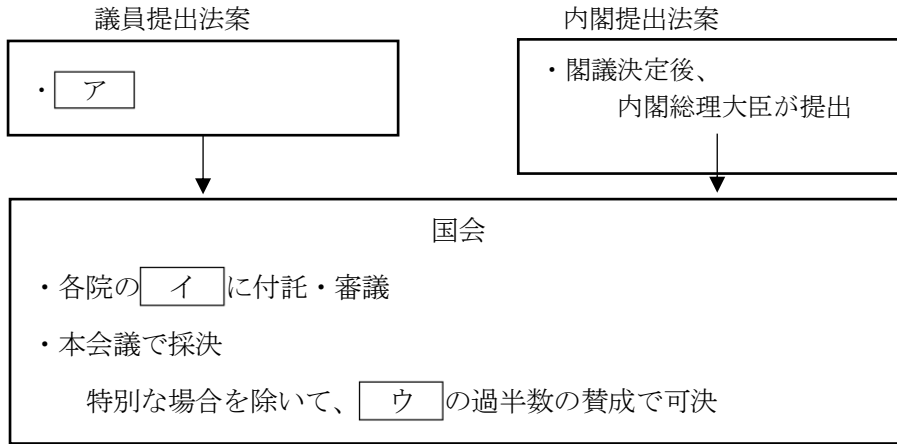 議員提出法案
内閣提出法案
・ ア
・閣議決定後、
内閣総理大臣が提出
国会
・各院の イ に付託・審議
・本会議で採決
特別な場合を除いて、 ウ の過半数の賛成で可決